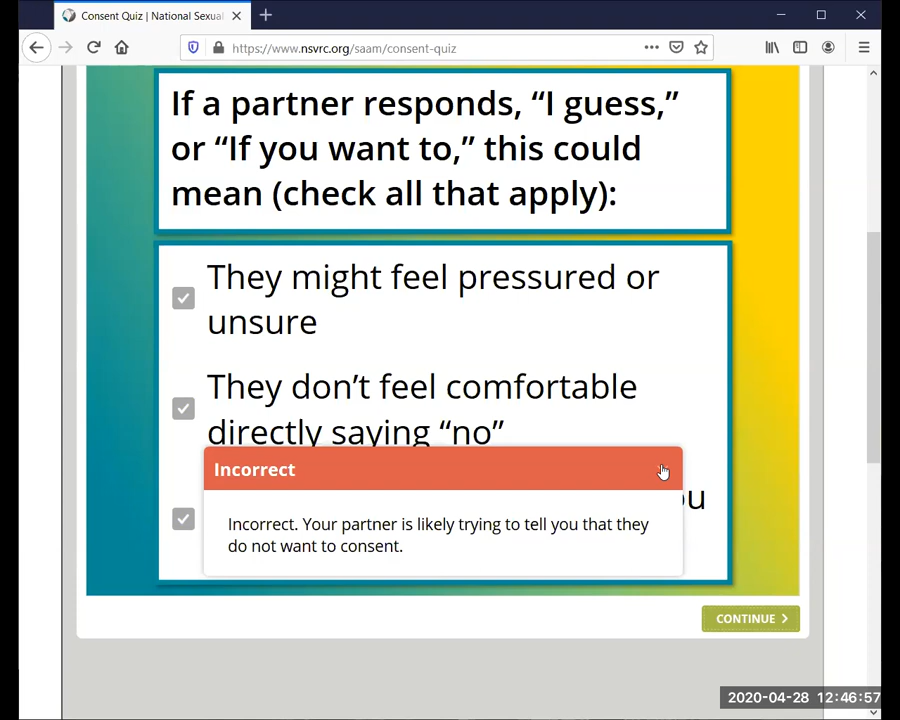 Consent Quiz | National Sexual
https://www.nsvrc.org/saam/consent-quiz
If a partner responds, “I guess,”
or “If you want to,” this could
mean (check all that apply):
They might feel pressured or
unsure
They don’t feel comfortable
directly saying “no”
Incorrect
Incorrect. Your partner is likely trying to tell you that they
do not want to consent.
CONTINUE
2020-04-28 12:46:57